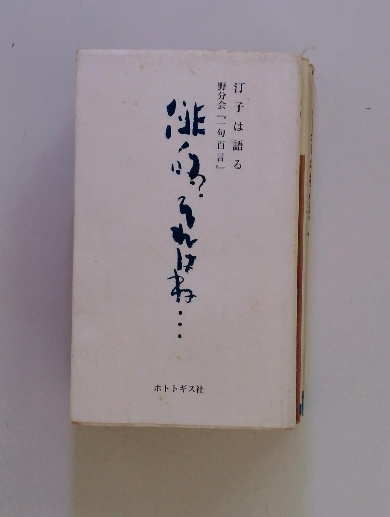 汀子は語る
野分会「一句百言」
俳句？それはね…
ホトトギス社